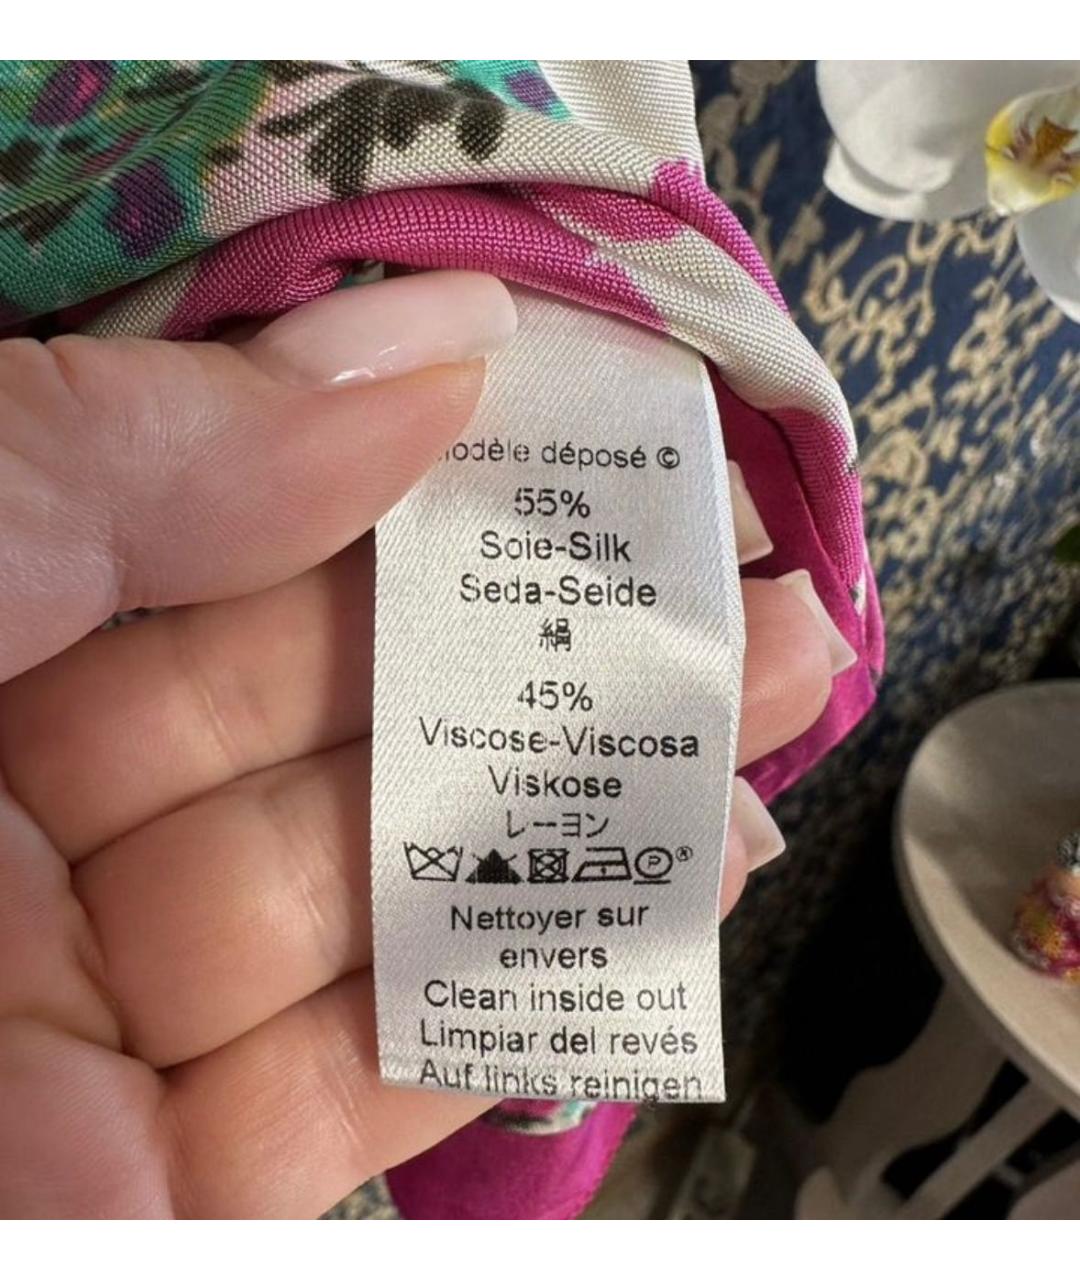 déposé ©
55%
Soie-Silk
Seda-Seide
絹
45%
Viscose-Viscosa
Viskose
レーヨン
P
Nettoyer sur
envers
Clean inside out
Limpiar del revés
Auf links reinigen